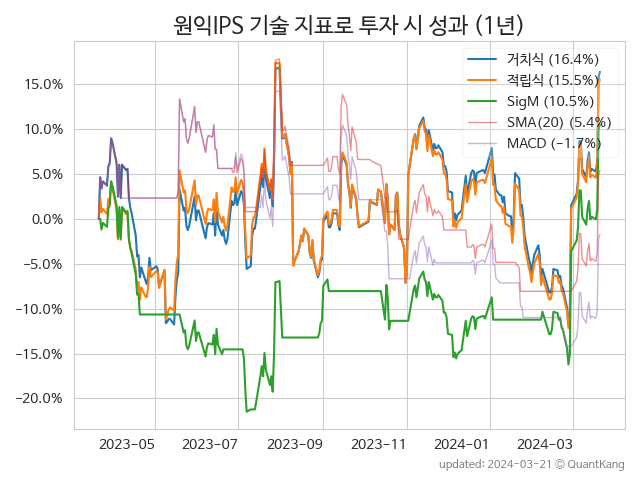 원익IPS 기술 지표로 투자 시 성과 (1년)
거치식 (16.4%)
적립식 (15.5%)
SigM (10.5%)
SMA(20) (5.4%)
MACD (−1.7%)
15.0%
10.0%
5.0%
0.0%
−5.0%
−10.0%
−15.0%
−20.0%
2023-05
2023-07
2023-09
2023-11
2024-01
2024-03
updated: 2024-03-21 © QuantKang